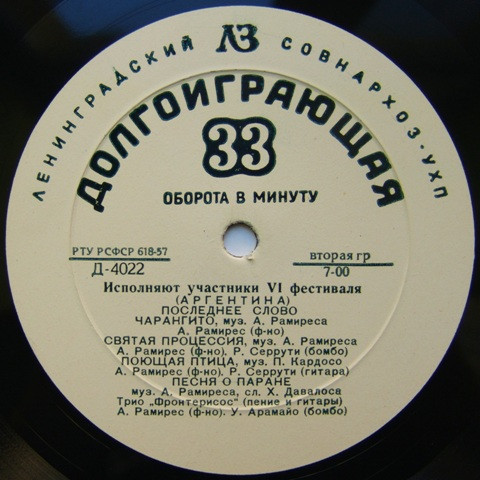 ЛЕНИНГРАДСКИЙ ЛЗ СОВНАРХОЗ-УХП
ДОЛГОИГРАЮЩАЯ
33
ОБОРОТА В МИНУТУ
РТУ РСФСР 618-57
вторая гр
Д-4022
7-00
Исполняют участники VI фестиваля
(АРГЕНТИНА)
ПОСЛЕДНЕЕ СЛОВО
ЧАРАНГИТО, муз. А. Рамиреса
А. Рамирес (ф-но)
СВЯТАЯ ПРОЦЕССИЯ, муз. А. Рамиреса
А. Рамирес (ф-но), Р. Серрути (бомбо)
ПОЮЩАЯ ПТИЦА, муз. П. Кардосо
А. Рамирес (ф-но). Р. Серрути (гитара)
ПЕСНЯ О ПАРАНЕ
муз. А. Рамиреса, сл. Х. Давалоса
Трио „Фронтерисос" (пение и гитары)
А. Рамирес (ф-но). У. Арамайо (бомбо)